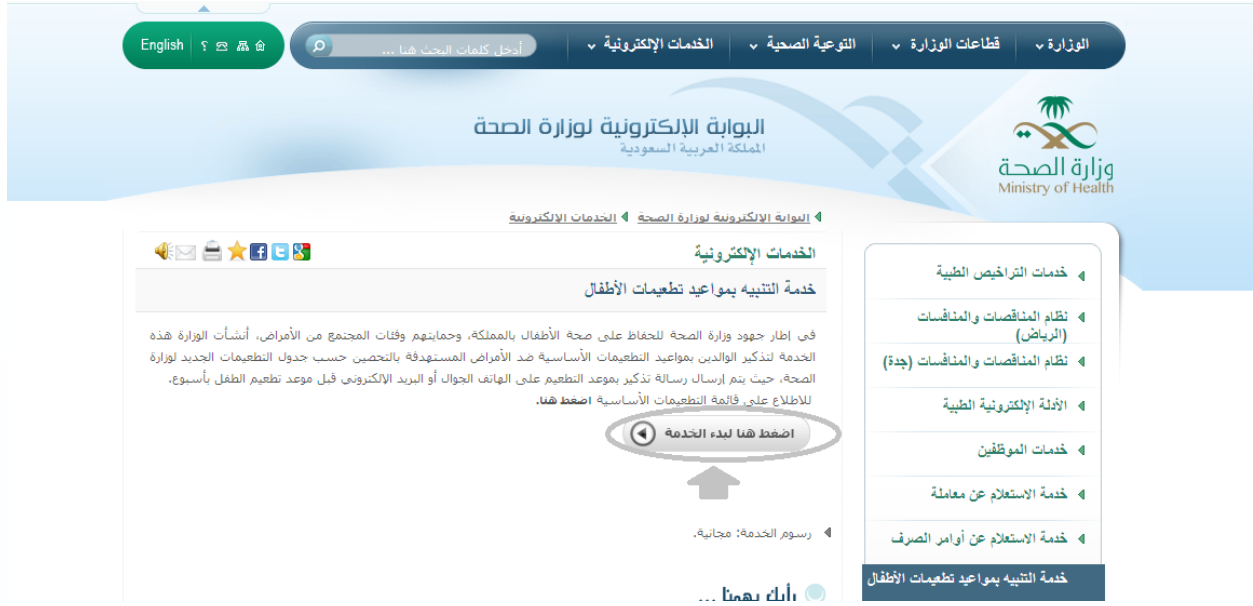 الوزارة
قطاعات الوزارة
التوعية الصحية
الخدمات الإلكترونية
أدخل كلمات البحث هنا ...
؟
English
البوابة الإلكترونية لوزارة الصحة
المملكة العربية السعودية
وزارة الصحة
Ministry of Health
البوابة الإلكترونية لوزارة الصحة
الخدمات الإلكترونية
الخدمات الإلكترونية
خدمة التنبيه بمواعيد تطعيمات الأطفال
في إطار جهود وزارة الصحة للحفاظ على صحة الأطفال بالمملكة، وحمايتهم وفئات المجتمع من الأمراض، أنشأت الوزارة هذه
الخدمة لتذكير الوالدين بمواعيد التطعيمات الأساسية ضد الأمراض المستهدفة بالتحصين حسب جدول التطعيمات الجديد لوزارة
الصحة، حيث يتم إرسال رسالة تذكير بموعد التطعيم على الهاتف الجوال أو البريد الإلكتروني قبل موعد تطعيم الطفل بأسبوع.
للاطلاع على قائمة التطعيمات الأساسية اضغط هنا.
اضغط هنا لبدء الخدمة
رسوم الخدمة: مجانية.
رأيك يهمنا ...
خدمات التراخيص الطبية
نظام المناقصات والمنافسات
(الرياض)
نظام المناقصات والمنافسات (جدة)
الأدلة الإلكترونية الطبية
خدمات الموظفين
خدمة الاستعلام عن معاملة
خدمة الاستعلام عن أوامر الصرف
خدمة التنبيه بمواعيد تطعيمات الأطفال